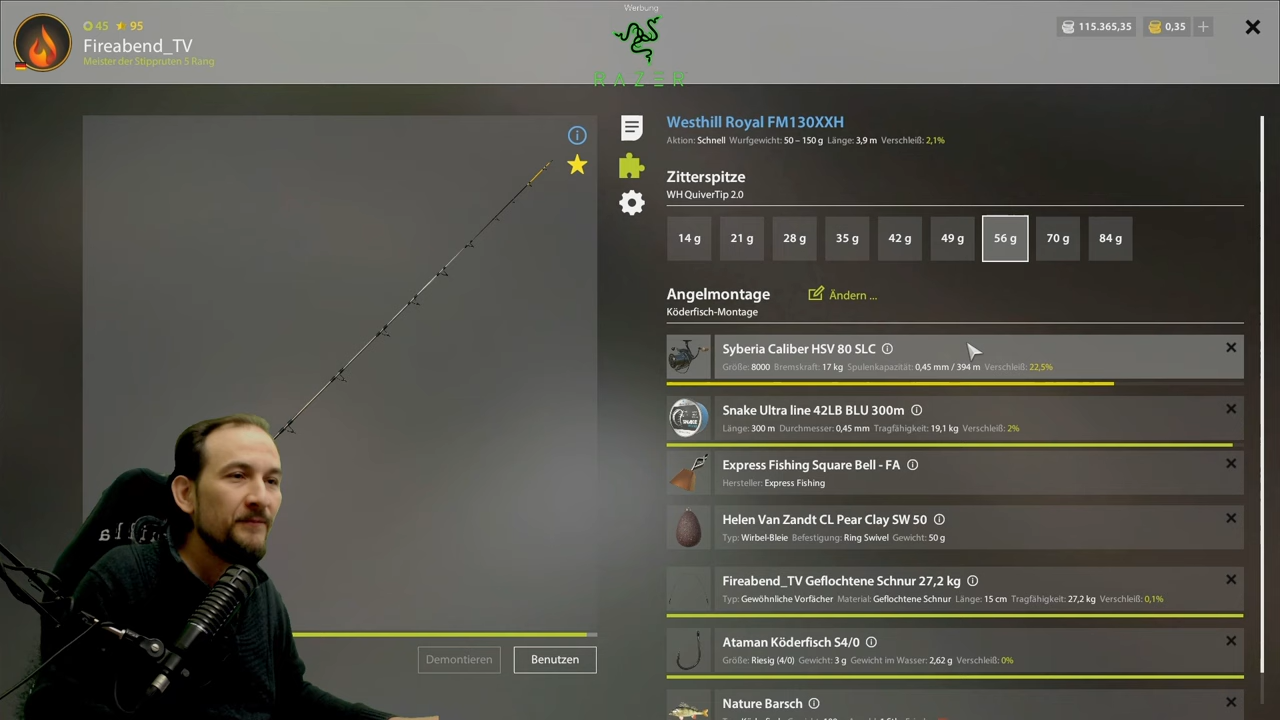 Werbung
45 95
Fireabend_TV
Meister der Stippruten 5 Rang
RAZER
115.365,35
0,35
Westhill Royal FM130XXH
Aktion: Schnell Wurfgewicht: 50 – 150 g Länge: 3,9 m Verschleiß: 2,1%
Zitterspitze
WH QuiverTip 2.0
14 g 21 g 28 g 35 g 42 g 49 g 56 g 70 g 84 g
Angelmontage Ändern ...
Köderfisch-Montage
Syberia Caliber HSV 80 SLC
Größe: 8000 Bremskraft: 17 kg Spulenkapazität: 0,45 mm / 394 m Verschleiß: 22,5%
Snake Ultra line 42LB BLU 300m
Länge: 300 m Durchmesser: 0,45 mm Tragfähigkeit: 19,1 kg Verschleiß: 2%
Express Fishing Square Bell - FA
Hersteller: Express Fishing
Helen Van Zandt CL Pear Clay SW 50
Typ: Wirbel-Bleie Befestigung: Ring Swivel Gewicht: 50 g
Fireabend_TV Geflochtene Schnur 27,2 kg
Typ: Gewöhnliche Vorfächer Material: Geflochtene Schnur Länge: 15 cm Tragfähigkeit: 27,2 kg Verschleiß: 0,1%
Ataman Köderfisch S4/0
Größe: Riesig (4/0) Gewicht: 3 g Gewicht im Wasser: 2,62 g Verschleiß: 0%
Nature Barsch
Demontieren
Benutzen